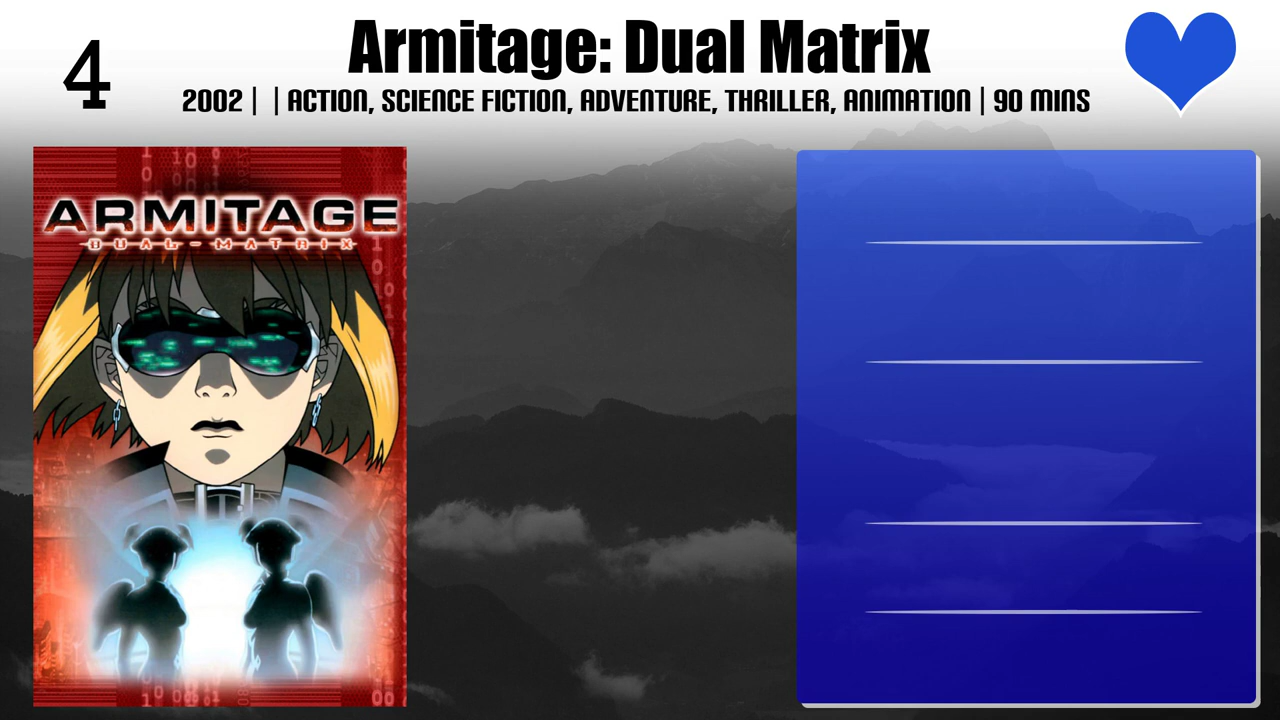 4
Armitage: Dual Matrix
2002 | | ACTION, SCIENCE FICTION, ADVENTURE, THRILLER, ANIMATION | 90 MINS
ARMITAGE
DUAL-MATRIX